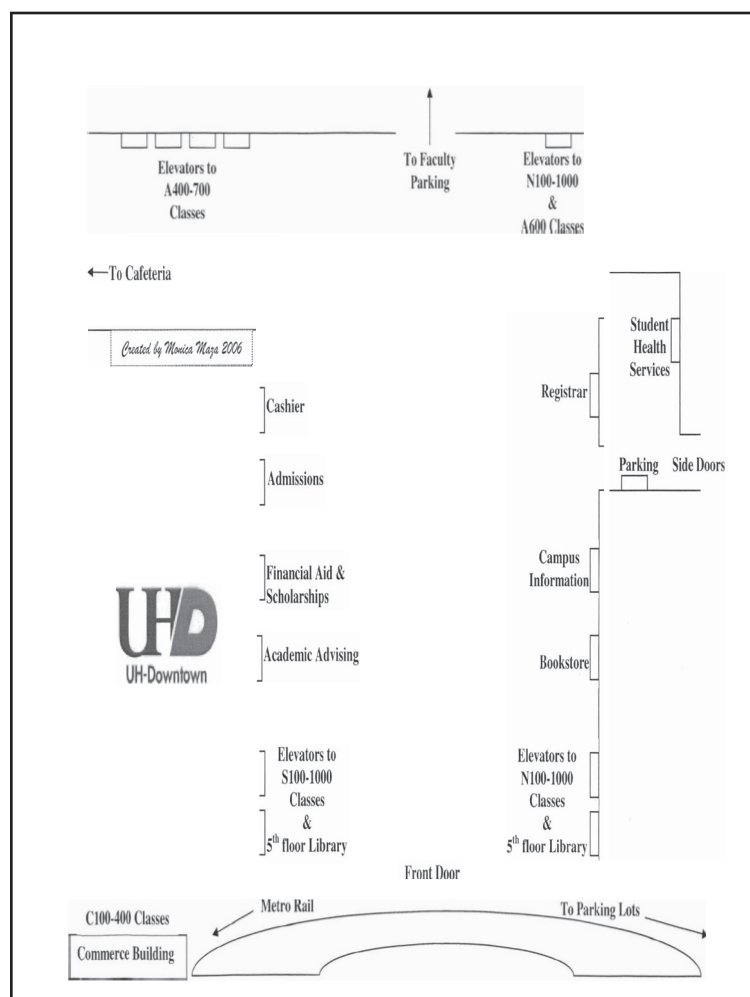 Elevators to
A400-700
Classes
To Faculty
Parking
Elevators to
N100-1000
&
A600 Classes
To Cafeteria
Created by Monica Maza 2006
Student
Health
Services
Cashier
Registrar
Admissions
Parking
Side Doors
Financial Aid &
Scholarships
Campus
Information
UHD
UH-Downtown
Academic Advising
Bookstore
Elevators to
S100-1000
Classes
&
5th floor Library
Elevators to
N100-1000
Classes
&
5th floor Library
Front Door
C100-400 Classes
Metro Rail
To Parking Lots
Commerce Building